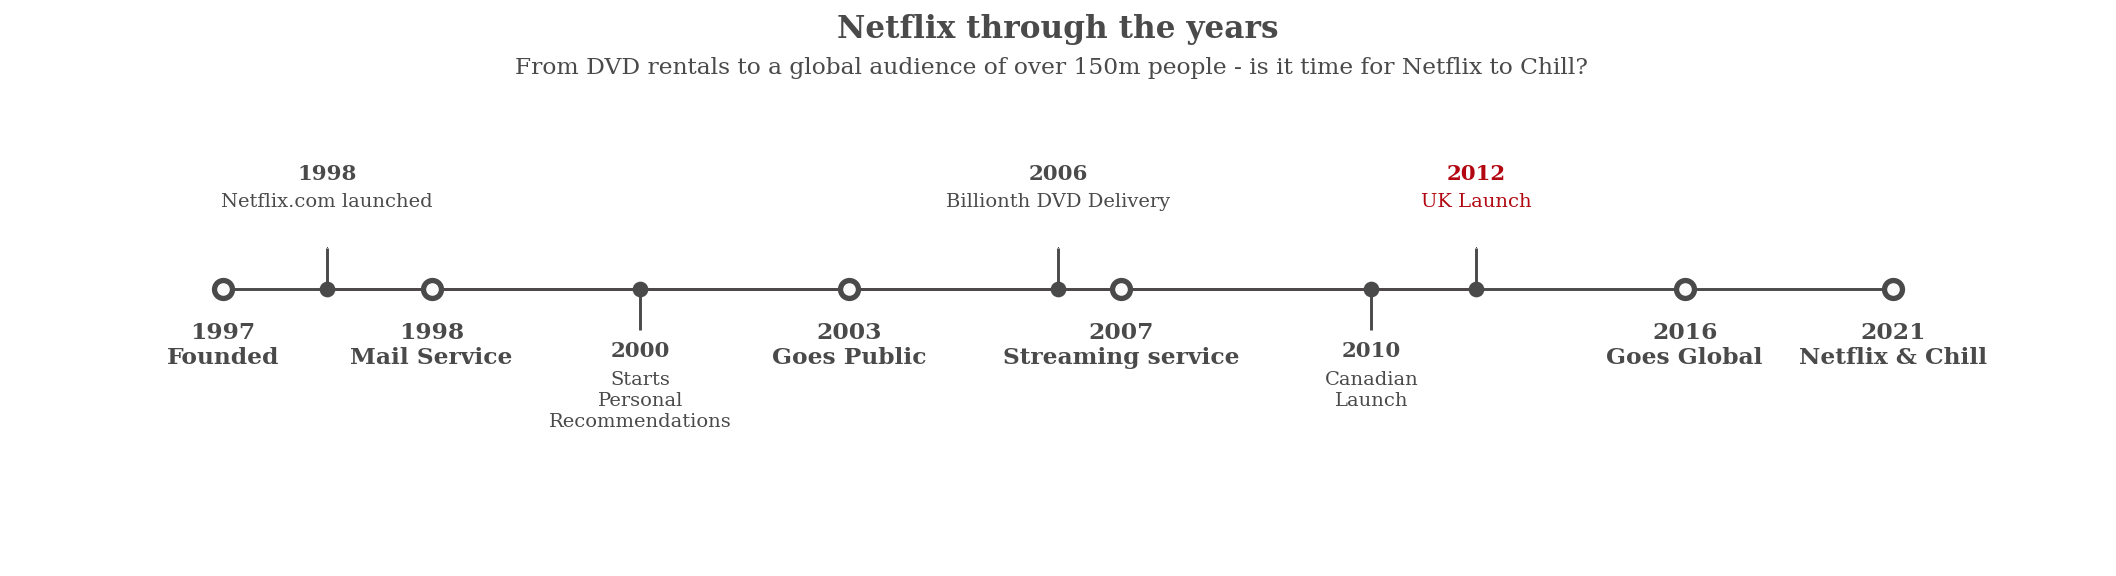 Netflix through the years
From DVD rentals to a global audience of over 150m people - is it time for Netflix to Chill?
1998
Netflix.com launched
2006
Billionth DVD Delivery
2012
UK Launch
1997
Founded
1998
Mail Service
2000
Starts
Personal
Recommendations
2003
Goes Public
2007
Streaming service
2010
Canadian
Launch
2016
Goes Global
2021
Netflix & Chill